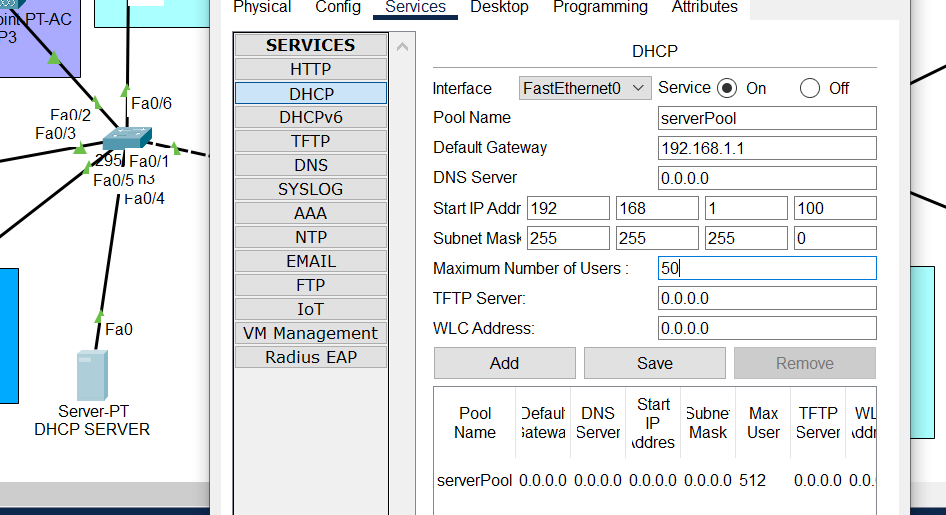 Physical Config Services Desktop Programming Attributes
PT-AC
P3
Fa0/6
Fa0/2
Fa0/3
295
Fa0/1
Fa0/5
n3
Fa0/4
Fa0
Server-PT
DHCP SERVER
SERVICES
HTTP
DHCP
DHCPv6
TFTP
DNS
SYSLOG
AAA
NTP
EMAIL
FTP
IoT
VM Management
Radius EAP
DHCP
Interface FastEthernet0 Service On Off
Pool Name serverPool
Default Gateway 192.168.1.1
DNS Server 0.0.0.0
Start IP Addr 192 168 1 100
Subnet Mask 255 255 255 0
Maximum Number of Users : 50
TFTP Server: 0.0.0.0
WLC Address: 0.0.0.0
Add Save Remove
Pool Name Defaul Gatewa DNS Server Start IP Addres Subne Mask Max User TFTP Server WL Addr
serverPool 0.0.0.0 0.0.0.0 0.0.0.0 0.0.0.0 512 0.0.0.0 0.0.